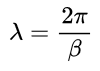 λ = 2π/β